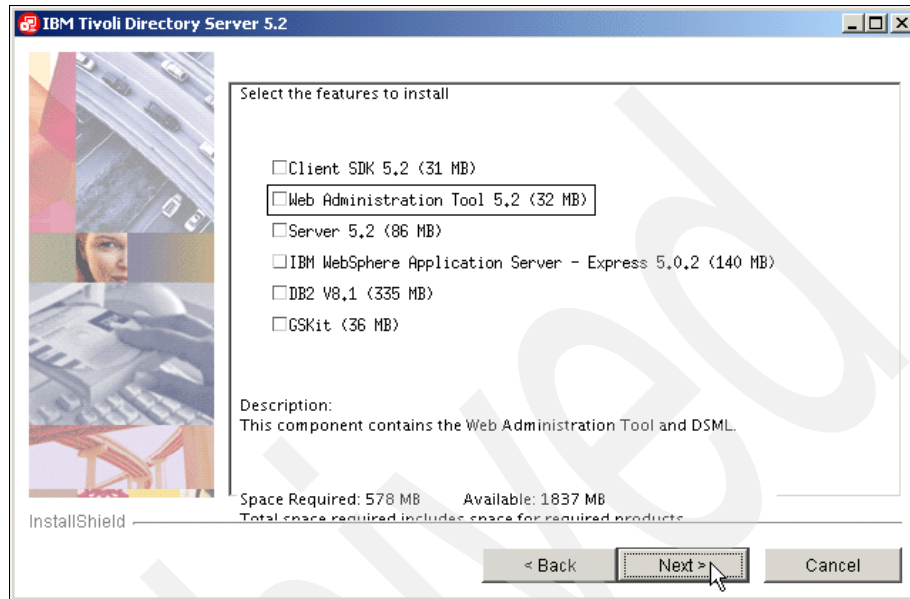 IBM Tivoli Directory Server 5.2
Select the features to install
Client SDK 5.2 (31 MB)
Web Administration Tool 5.2 (32 MB)
Server 5.2 (86 MB)
IBM WebSphere Application Server - Express 5.0.2 (140 MB)
DB2 V8.1 (335 MB)
GSKit (36 MB)
Description:
This component contains the Web Administration Tool and DSML.
Space Required: 578 MB Available: 1837 MB
Total space required includes space for required products.
InstallShield
< Back Next > Cancel